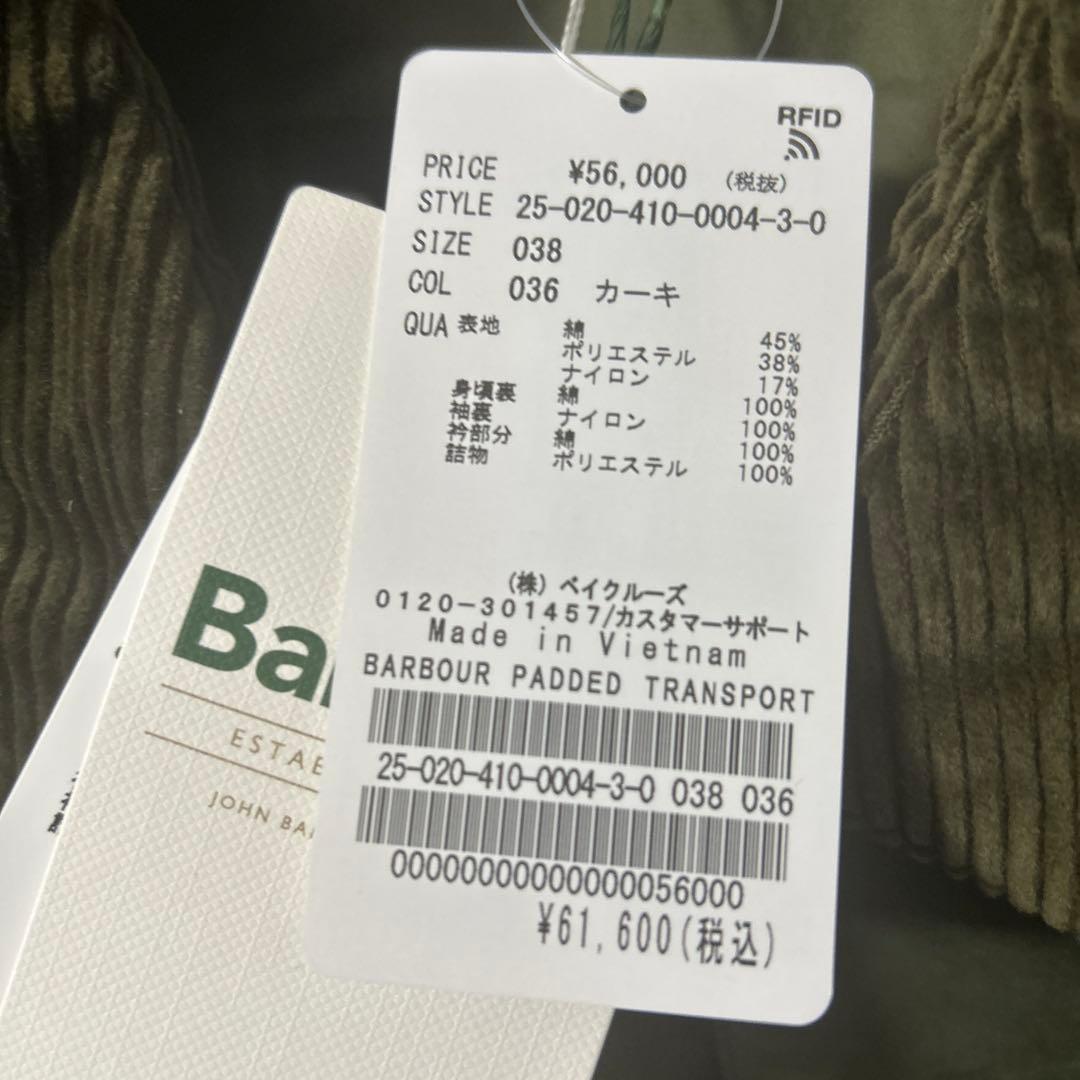 RFID
PRICE ¥56,000 (税抜)
STYLE 25-020-410-0004-3-0
SIZE 038
COL 036 カーキ
QUA 表地 綿 45%
ポリエステル 38%
ナイロン 17%
身頃裏 綿 100%
袖裏 ナイロン 100%
衿部分 綿 100%
詰物 ポリエステル 100%
(株) ベイクルーズ
0120-301457/カスタマーサポート
Made in Vietnam
BARBOUR PADDED TRANSPORT
25-020-410-0004-3-0 038 036
0000000000000056000
¥61,600(税込)
Ba
ESTAB
JOHN BA